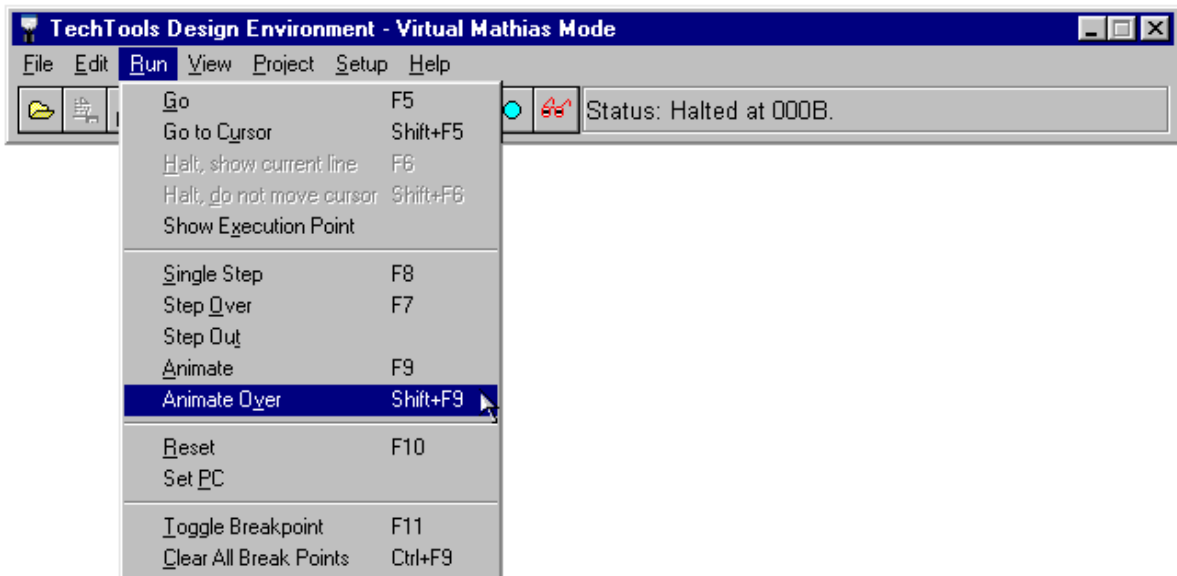 TechTools Design Environment - Virtual Mathias Mode
File Edit Run View Project Setup Help
Status: Halted at 000B.
Go F5
Go to Cursor Shift+F5
Halt, show current line F6
Halt, do not move cursor Shift+F6
Show Execution Point
Single Step F8
Step Over F7
Step Out
Animate F9
Animate Over Shift+F9
Reset F10
Set PC
Toggle Breakpoint F11
Clear All Break Points Ctrl+F9